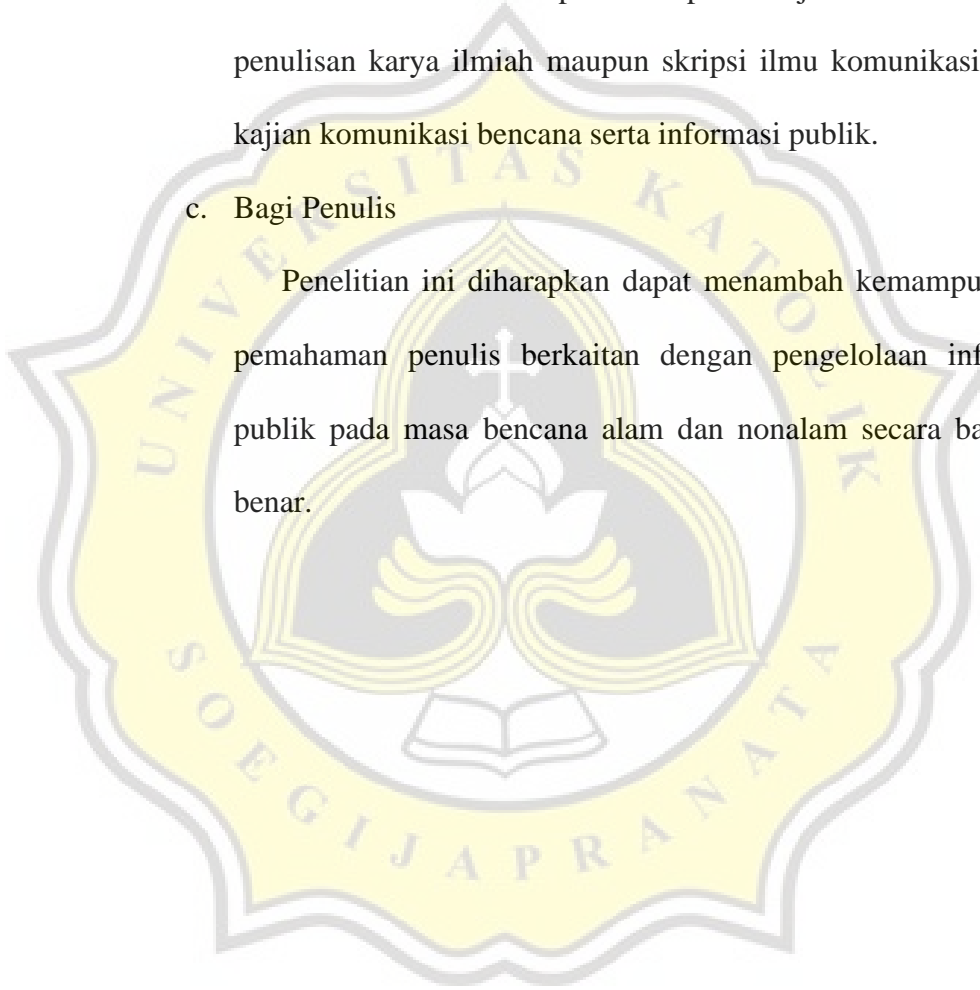 penulisan karya ilmiah maupun skripsi ilmu komunikasi
kajian komunikasi bencana serta informasi publik.
c. Bagi Penulis
Penelitian ini diharapkan dapat menambah kemampu
pemahaman penulis berkaitan dengan pengelolaan inf
publik pada masa bencana alam dan nonalam secara ba
benar.
UNIVERSITAS KATOLIK
SOEGIJAPRANATA